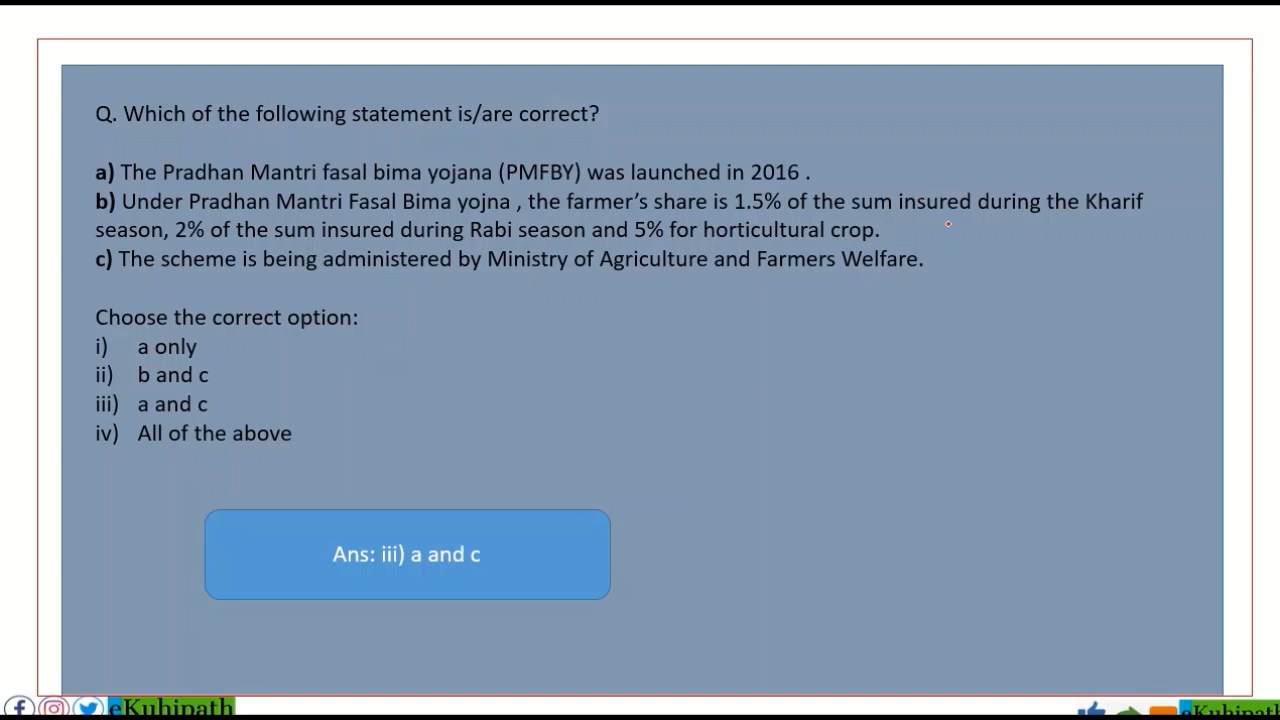 Q. Which of the following statement is/are correct?
a) The Pradhan Mantri fasal bima yojana (PMFBY) was launched in 2016 .
b) Under Pradhan Mantri Fasal Bima yojna , the farmer’s share is 1.5% of the sum insured during the Kharif
season, 2% of the sum insured during Rabi season and 5% for horticultural crop.
c) The scheme is being administered by Ministry of Agriculture and Farmers Welfare.
Choose the correct option:
i) a only
ii) b and c
iii) a and c
iv) All of the above
Ans: iii) a and c
eKuhipath
eKuhipath